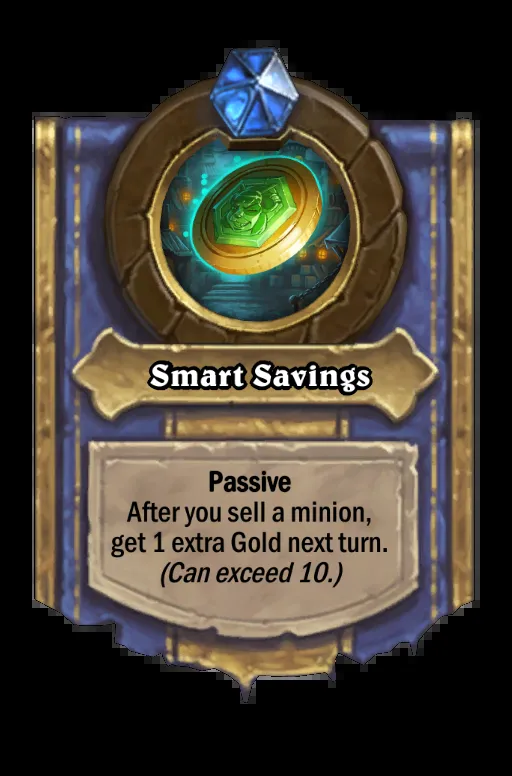 Smart Savings
Passive
After you sell a minion,
get 1 extra Gold next turn.
(Can exceed 10.)